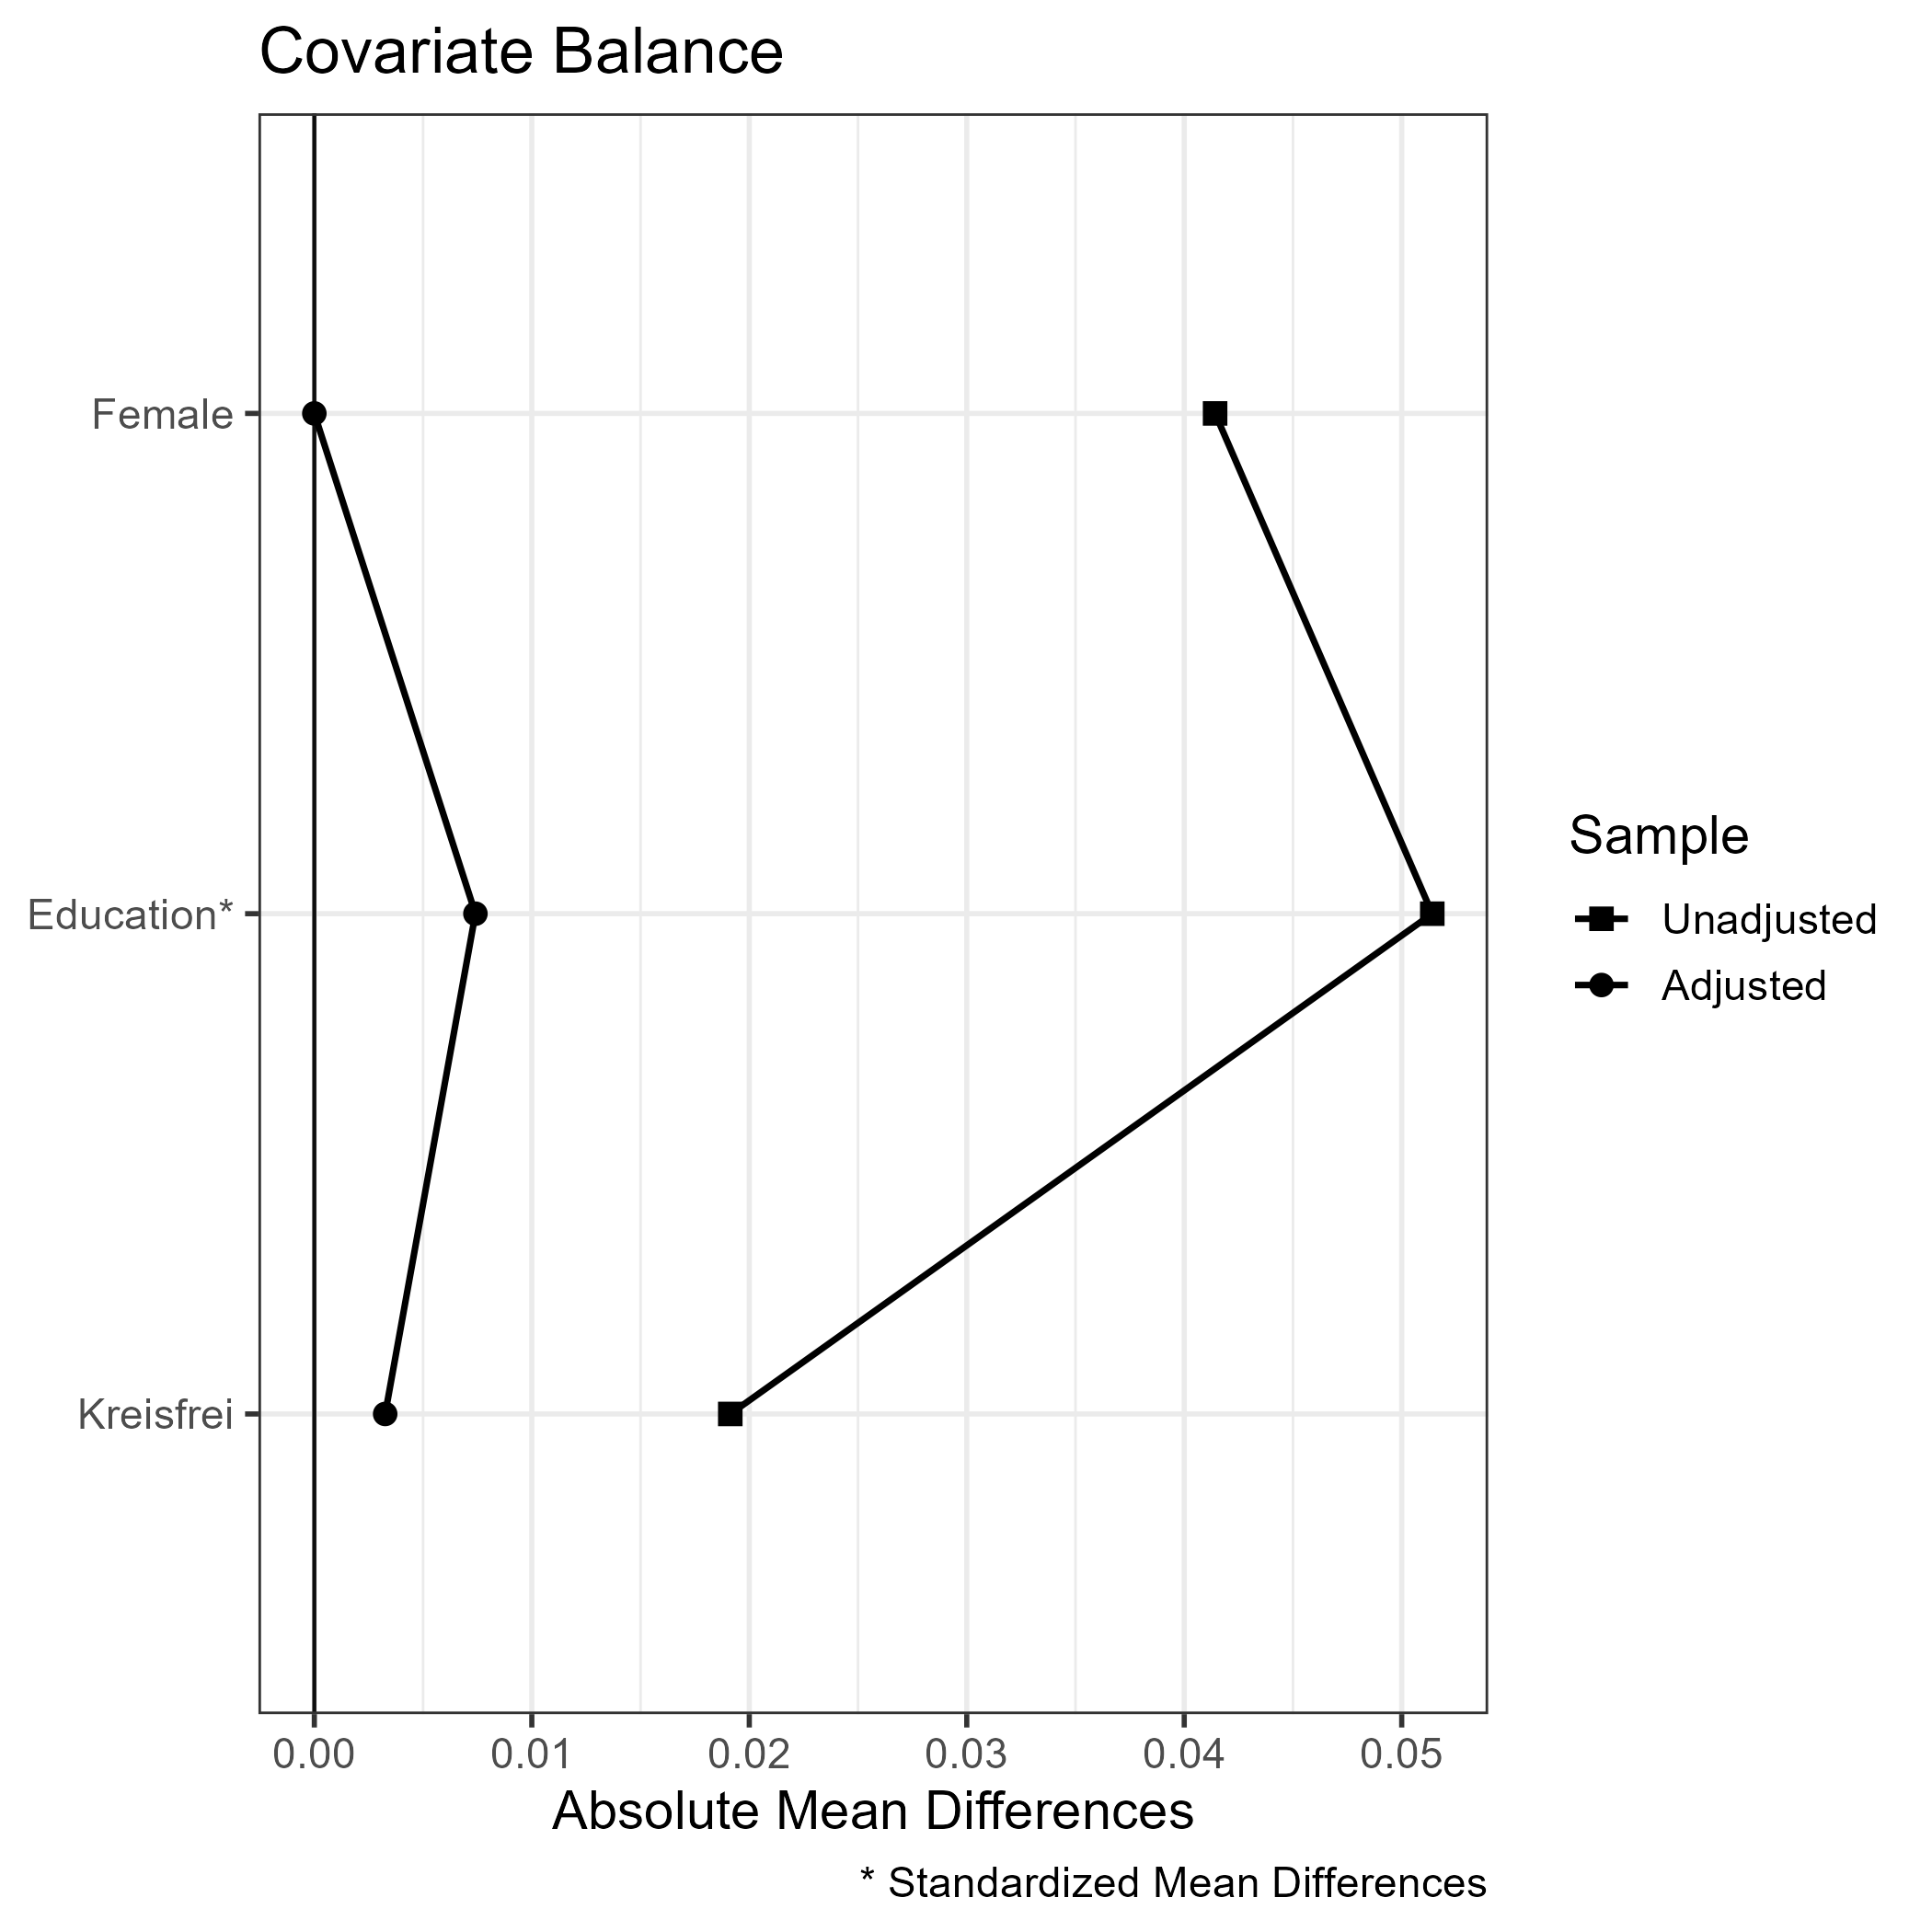 Covariate Balance
Female
Education*
Kreisfrei
0.00 0.01 0.02 0.03 0.04 0.05
Absolute Mean Differences
* Standardized Mean Differences
Sample
Unadjusted
Adjusted